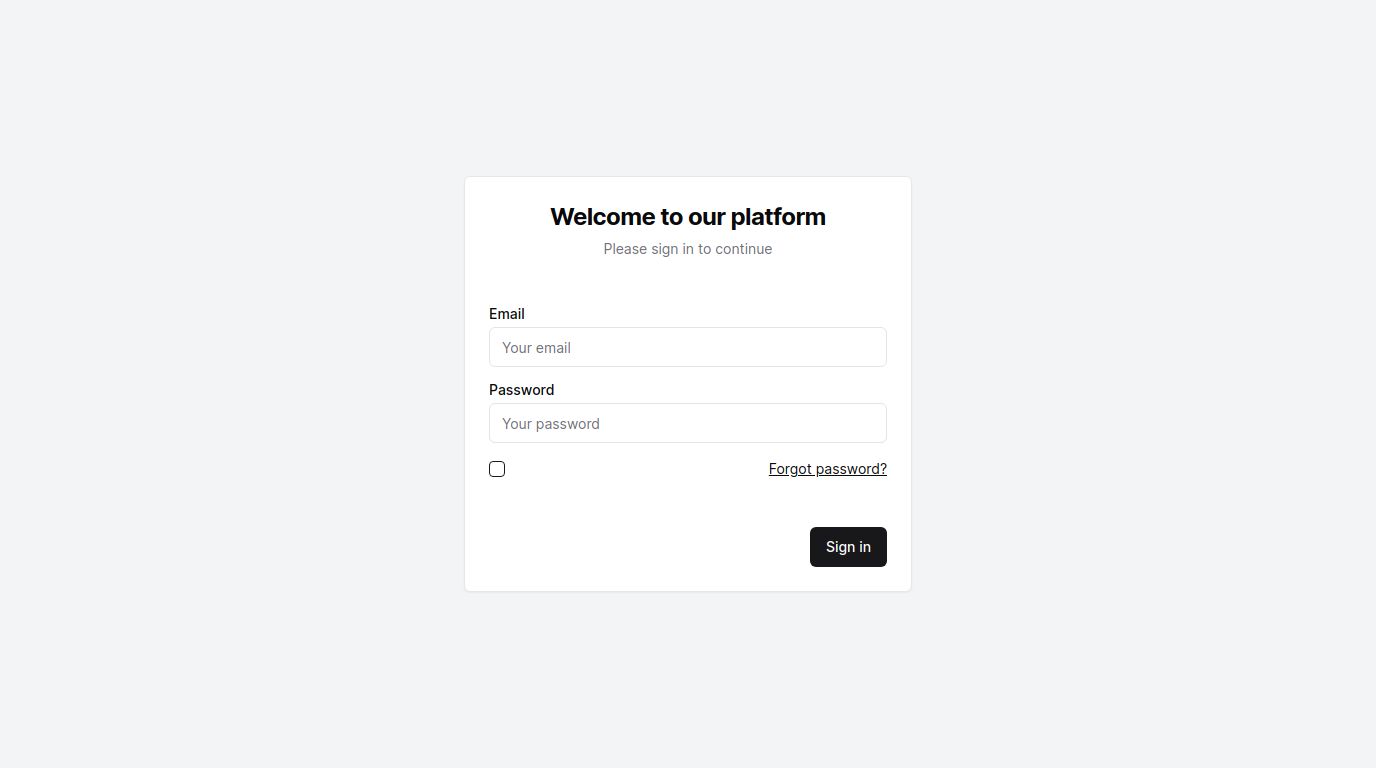 Welcome to our platform
Please sign in to continue
Email
Your email
Password
Your password
Forgot password?
Sign in